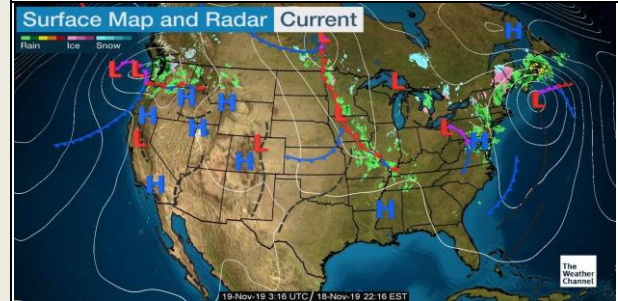 Surface Map and Radar Current
Rain Ice Snow
L
H
L
L L
H
H
H
L
H
L
L
L
H
L
H
H
H
H
The
Weather
Channel
19-Nov-19 3:16 UTC/ 18-Nov-19 22:16 EST